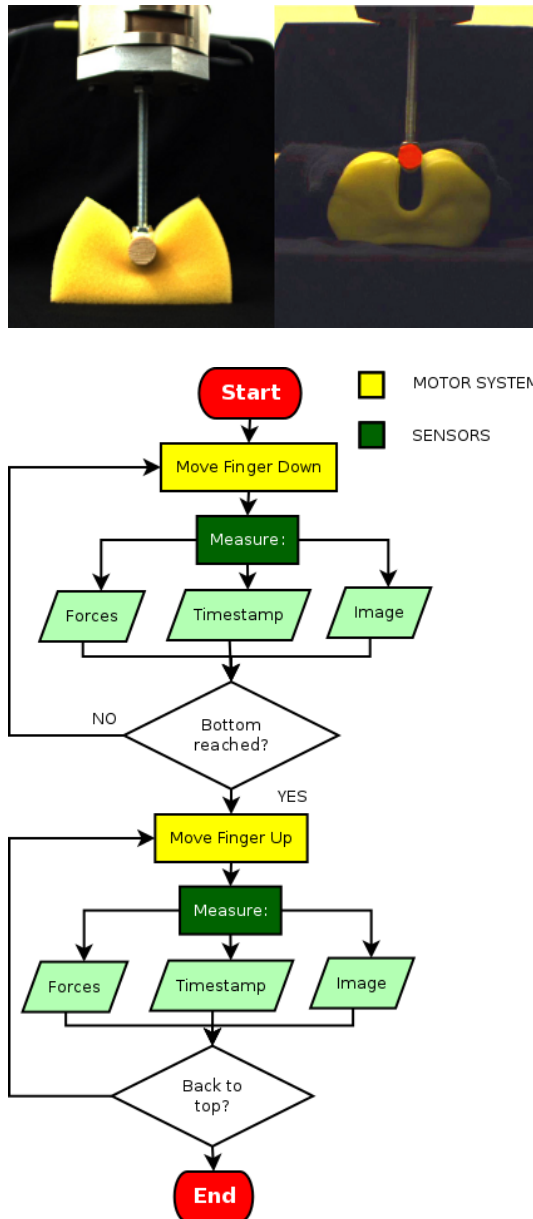 Start
MOTOR SYSTEM
Move Finger Down
SENSORS
Measure:
Forces
Timestamp
Image
NO
Bottom
reached?
YES
Move Finger Up
Measure:
Forces
Timestamp
Image
Back to
top?
End